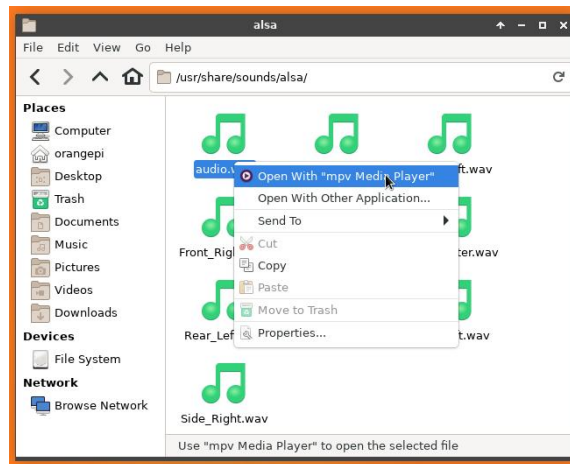 alsa
File Edit View Go Help
/usr/share/sounds/alsa/
Places
Computer
orangepi
Desktop
Trash
Documents
Music
Pictures
Videos
Downloads
Devices
File System
Network
Browse Network
audio.w
ft.wav
Open With "mpv Media Player"
Open With Other Application...
Send To
Cut
Copy
Paste
Move to Trash
Properties...
Front_Rig
ter.wav
Rear_Lef
t.wav
Side_Right.wav
Use "mpv Media Player" to open the selected file